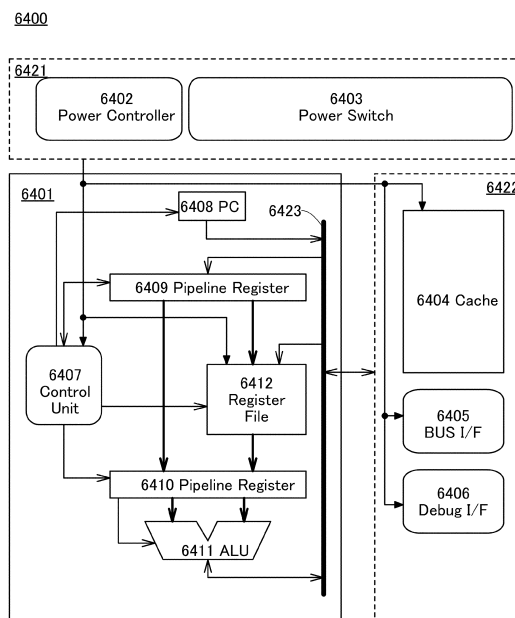 6400
6421
6402
Power Controller
6403
Power Switch
6401
6408 PC
6423
6422
6404 Cache
6409 Pipeline Register
6407
Control
Unit
6412
Register
File
6405
BUS I/F
6410 Pipeline Register
6406
Debug I/F
6411 ALU